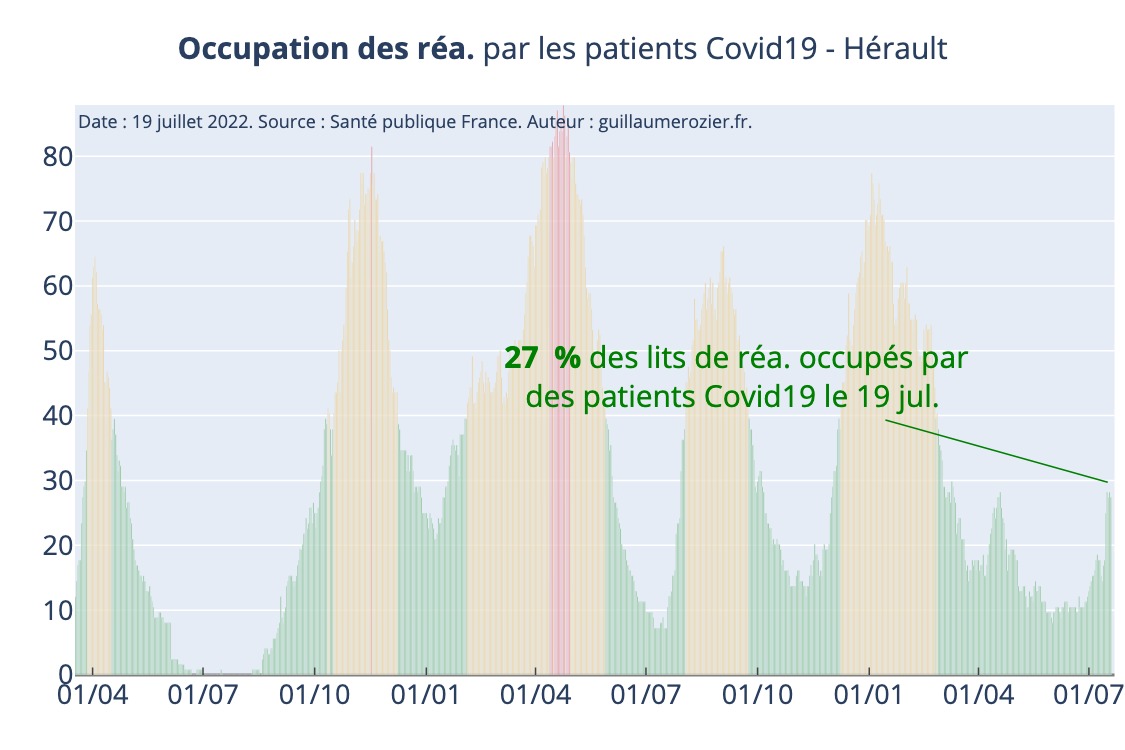 Occupation des réa. par les patients Covid19 - Hérault
Date : 19 juillet 2022. Source : Santé publique France. Auteur : guillaumerozier.fr.
80
70
60
50
40
30
20
10
0
27 % des lits de réa. occupés par
des patients Covid19 le 19 jul.
01/04 01/07 01/10 01/01 01/04 01/07 01/10 01/01 01/04 01/07